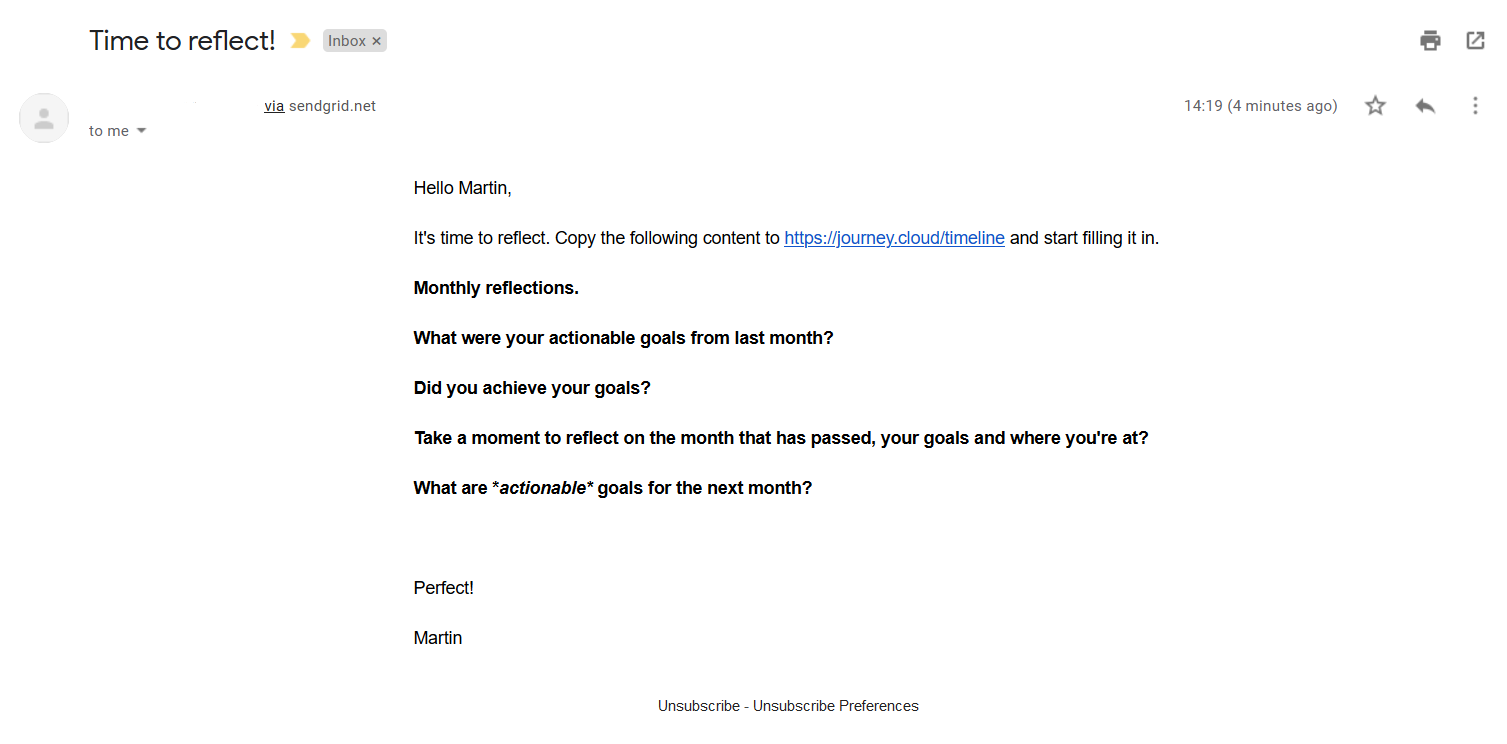 Time to reflect! Inbox ×
via sendgrid.net 14:19 (4 minutes ago)
to me
Hello Martin,
It's time to reflect. Copy the following content to https://journey.cloud/timeline and start filling it in.
Monthly reflections.
What were your actionable goals from last month?
Did you achieve your goals?
Take a moment to reflect on the month that has passed, your goals and where you're at?
What are *actionable* goals for the next month?
Perfect!
Martin
Unsubscribe - Unsubscribe Preferences